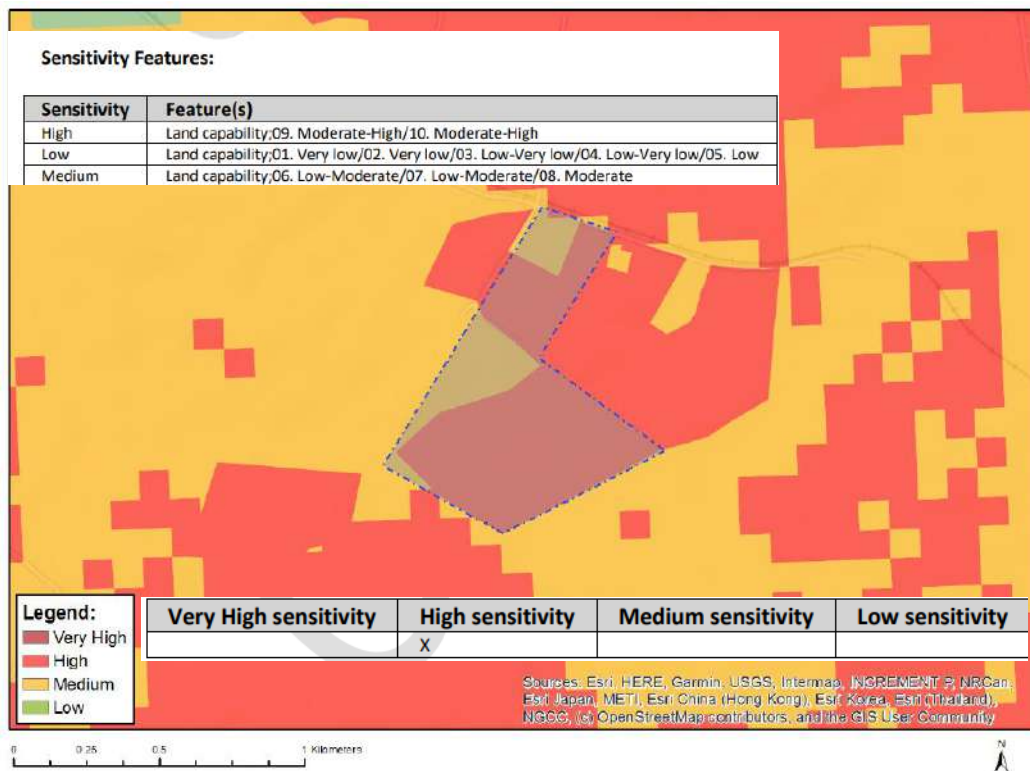 Sensitivity Features:
Sensitivity Feature(s)
High Land capability;09. Moderate-High/10. Moderate-High
Low Land capability;01. Very low/02. Very low/03. Low-Very low/04. Low-Very low/05. Low
Medium Land capability;06. Low-Moderate/07. Low-Moderate/08. Moderate
Legend:
Very High
High
Medium
Low
Very High sensitivity High sensitivity Medium sensitivity Low sensitivity
X
Sources: Esri, HERE, Garmin, USGS, Intermap, INCREMENT P, NRCan,
Esri Japan, METI, Esri China (Hong Kong), Esri Korea, Esri (Thailand),
NGCC, (c) OpenStreetMap contributors, and the GIS User Community
0 0.25 0.5 1 Kilometers
N